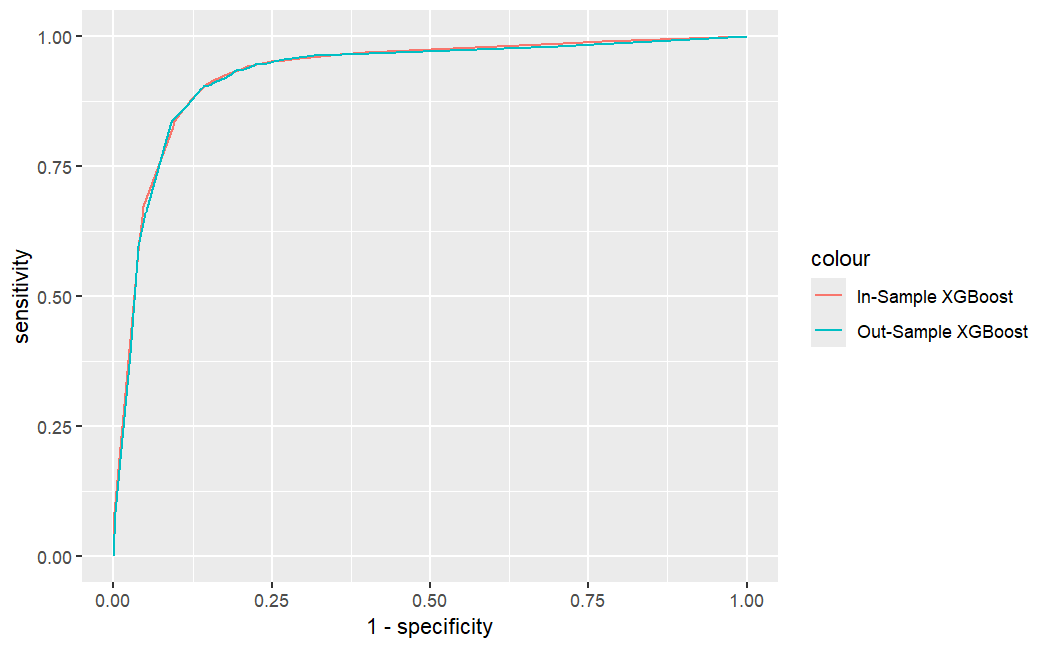 1.00
0.75
0.50
0.25
0.00
sensitivity
0.00 0.25 0.50 0.75 1.00
1 - specificity
colour
In-Sample XGBoost
Out-Sample XGBoost